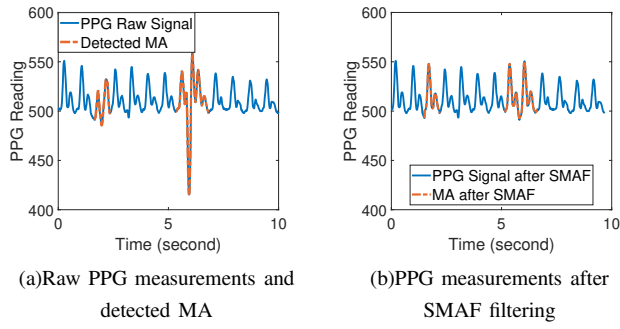 PPG Raw Signal
Detected MA
600
550
500
450
400
PPG Reading
0
5
10
Time (second)
(a)Raw PPG measurements and
detected MA
600
550
500
450
400
PPG Reading
PPG Signal after SMAF
MA after SMAF
0
5
10
Time (second)
(b)PPG measurements after
SMAF filtering